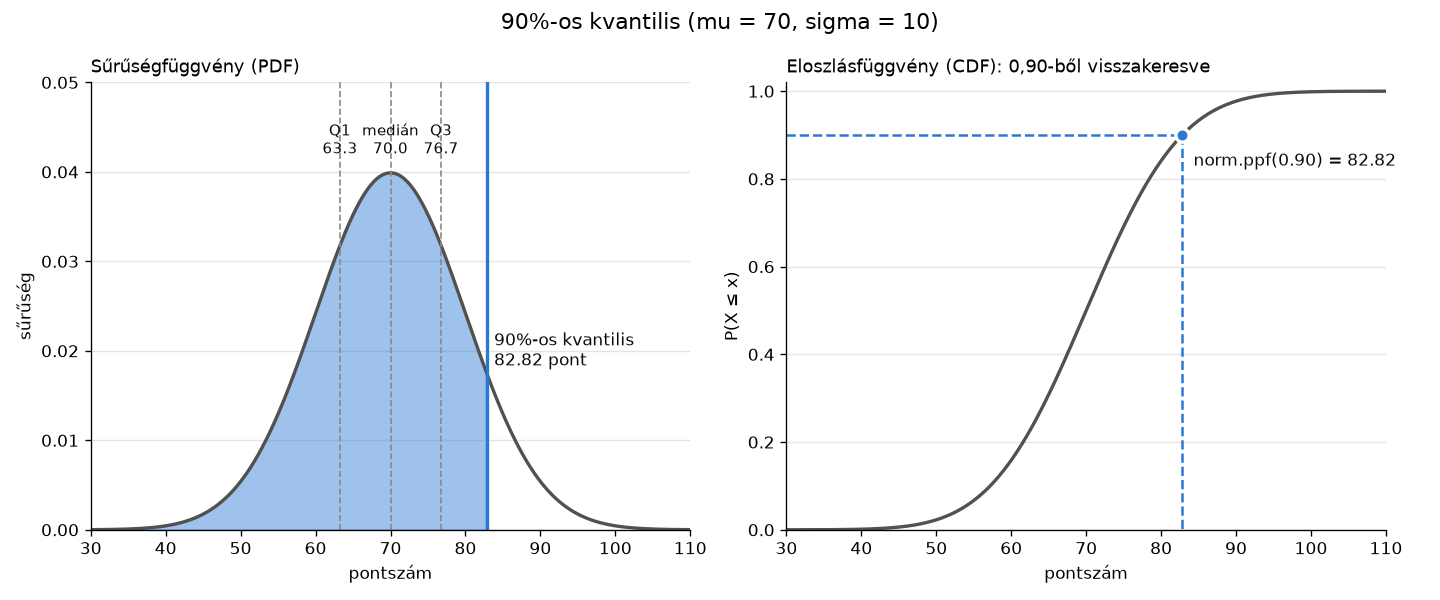 90%-os kvantilis (mu = 70, sigma = 10)
Sűrűségfüggvény (PDF)
0.05
0.04
0.03
0.02
0.01
0.00
sűrűség
Q1 medián Q3
63.3 70.0 76.7
90%-os kvantilis
82.82 pont
30 40 50 60 70 80 90 100 110
pontszám
Eloszlásfüggvény (CDF): 0,90-ből visszakeresve
1.0
0.8
0.6
0.4
0.2
0.0
P(X ≤ x)
norm.ppf(0.90) = 82.82
30 40 50 60 70 80 90 100 110
pontszám